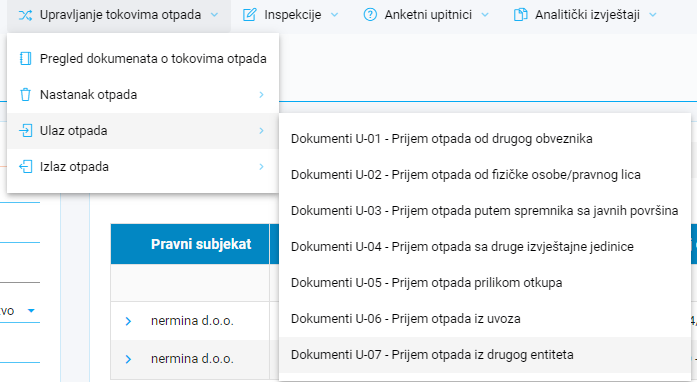 Upravljanje tokovima otpada
Inspekcije
Anketni upitnici
Analitički izvještaji
Pregled dokumenata o tokovima otpada
Nastanak otpada
Ulaz otpada
Izlaz otpada
Dokumenti U-01 - Prijem otpada od drugog obveznika
Dokumenti U-02 - Prijem otpada od fizičke osobe/pravnog lica
Dokumenti U-03 - Prijem otpada putem spremnika sa javnih površina
Dokumenti U-04 - Prijem otpada sa druge izvještajne jedinice
Dokumenti U-05 - Prijem otpada prilikom otkupa
Dokumenti U-06 - Prijem otpada iz uvoza
Dokumenti U-07 - Prijem otpada iz drugog entiteta
Pravni subjekat
nermina d.o.o.
nermina d.o.o.